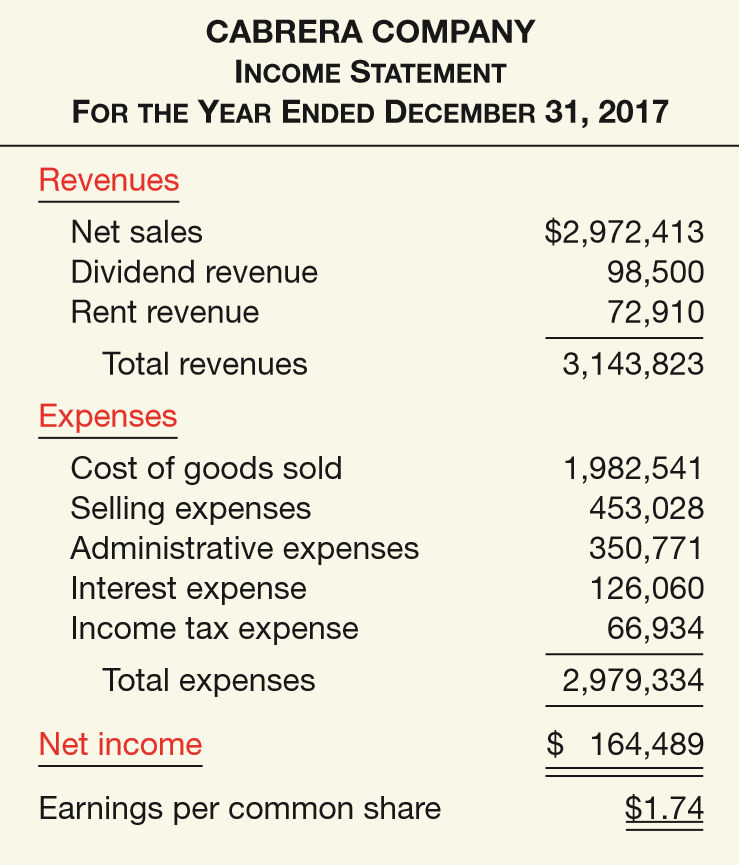 CABRERA COMPANY
INCOME STATEMENT
FOR THE YEAR ENDED DECEMBER 31, 2017
Revenues
Net sales $2,972,413
Dividend revenue 98,500
Rent revenue 72,910
Total revenues 3,143,823
Expenses
Cost of goods sold 1,982,541
Selling expenses 453,028
Administrative expenses 350,771
Interest expense 126,060
Income tax expense 66,934
Total expenses 2,979,334
Net income $ 164,489
Earnings per common share $1.74